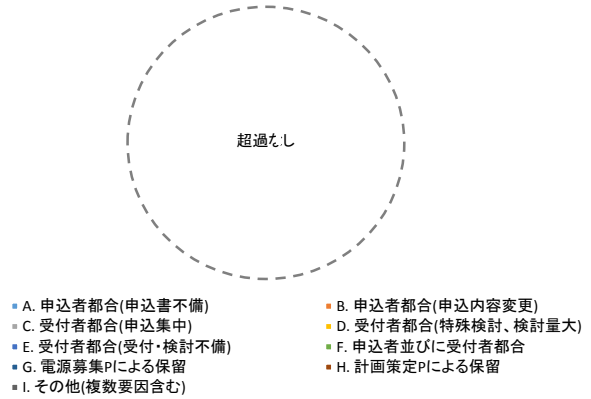 超過なし
A. 申込者都合(申込書不備)
B. 申込者都合(申込内容変更)
C. 受付者都合(申込集中)
D. 受付者都合(特殊検討、検討量大)
E. 受付者都合(受付・検討不備)
F. 申込者並びに受付者都合
G. 電源募集Pによる保留
H. 計画策定Pによる保留
I. その他(複数要因含む)